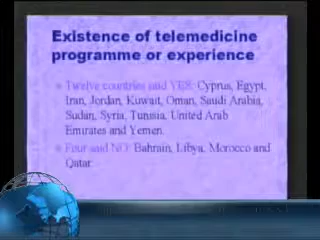 Existence of telemedicine
programme or experience
Twelve countries said YES: Cyprus, Egypt,
Iran, Jordan, Kuwait, Oman, Saudi Arabia,
Sudan, Syria, Tunisia, United Arab
Emirates and Yemen.
Four said NO: Bahrain, Libya, Morocco and
Qatar.